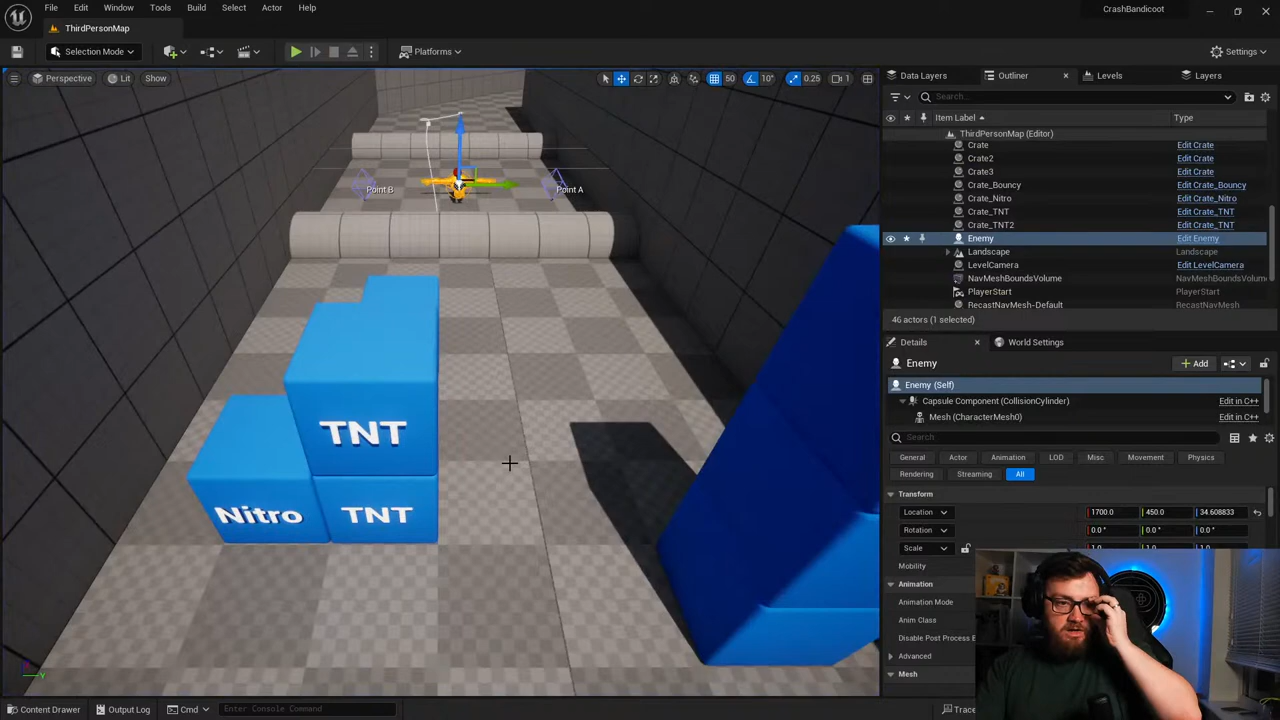 File Edit Window Tools Build Select Actor Help
CrashBandicoot
ThirdPersonMap
Selection Mode
Platforms
Settings
Perspective Lit Show
50 10° 0.25 1
Data Layers Outliner Levels Layers
Search...
Item Label Type
ThirdPersonMap (Editor)
Crate Edit Crate
Crate2 Edit Crate
Crate3 Edit Crate
Crate_Bouncy Edit Crate_Bouncy
Crate_Nitro Edit Crate_Nitro
Crate_TNT Edit Crate_TNT
Crate_TNT2 Edit Crate_TNT
Enemy Edit Enemy
Landscape Landscape
LevelCamera Edit LevelCamera
NavMeshBoundsVolume NavMeshBoundsVolum
PlayerStart PlayerStart
RecastNavMesh-Default RecastNavMesh
46 actors (1 selected)
Details World Settings
Enemy
Add
Enemy (Self)
Capsule Component (CollisionCylinder) Edit in C++
Mesh (CharacterMesh0) Edit in C++
Search
General Actor Animation LOD Misc Movement Physics
Rendering Streaming All
Transform
Location 1700.0 450.0 34.608833
Rotation 0.0 ° 0.0 ° 0.0 °
Scale
Mobility
Animation
Animation Mode
Anim Class
Disable Post Process B
Advanced
Mesh
Point B
Point A
TNT
Nitro
TNT
Content Drawer Output Log Cmd Enter Console Command
Trace